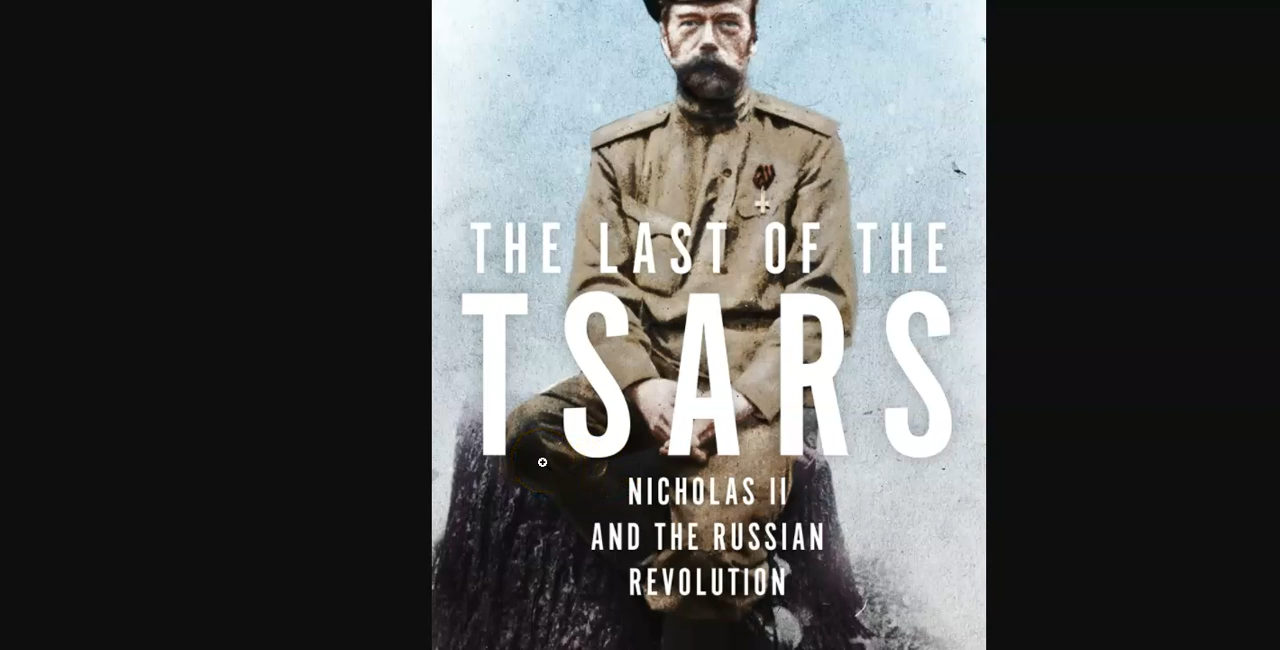 THE LAST OF THE
TSARS
NICHOLAS II
AND THE RUSSIAN
REVOLUTION